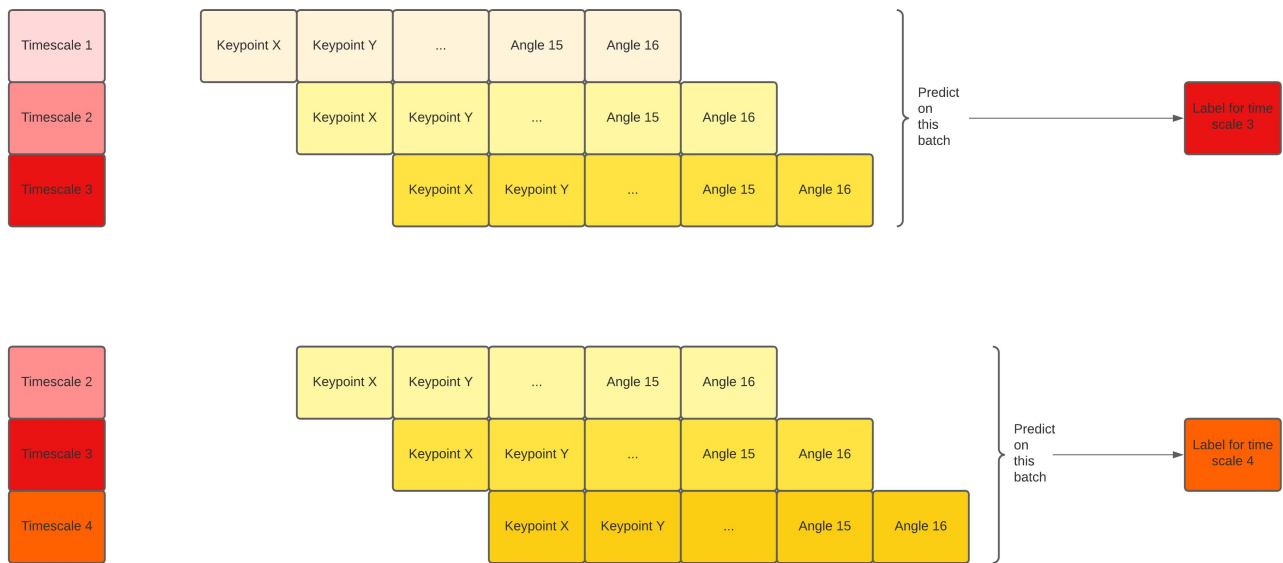 Timescale 1
Keypoint X
Keypoint Y
...
Angle 15
Angle 16
Timescale 2
Keypoint X
Keypoint Y
...
Angle 15
Angle 16
Timescale 3
Keypoint X
Keypoint Y
...
Angle 15
Angle 16
Predict
on
this
batch
Label for time
scale 3
Timescale 2
Keypoint X
Keypoint Y
...
Angle 15
Angle 16
Timescale 3
Keypoint X
Keypoint Y
...
Angle 15
Angle 16
Timescale 4
Keypoint X
Keypoint Y
...
Angle 15
Angle 16
Predict
on
this
batch
Label for time
scale 4